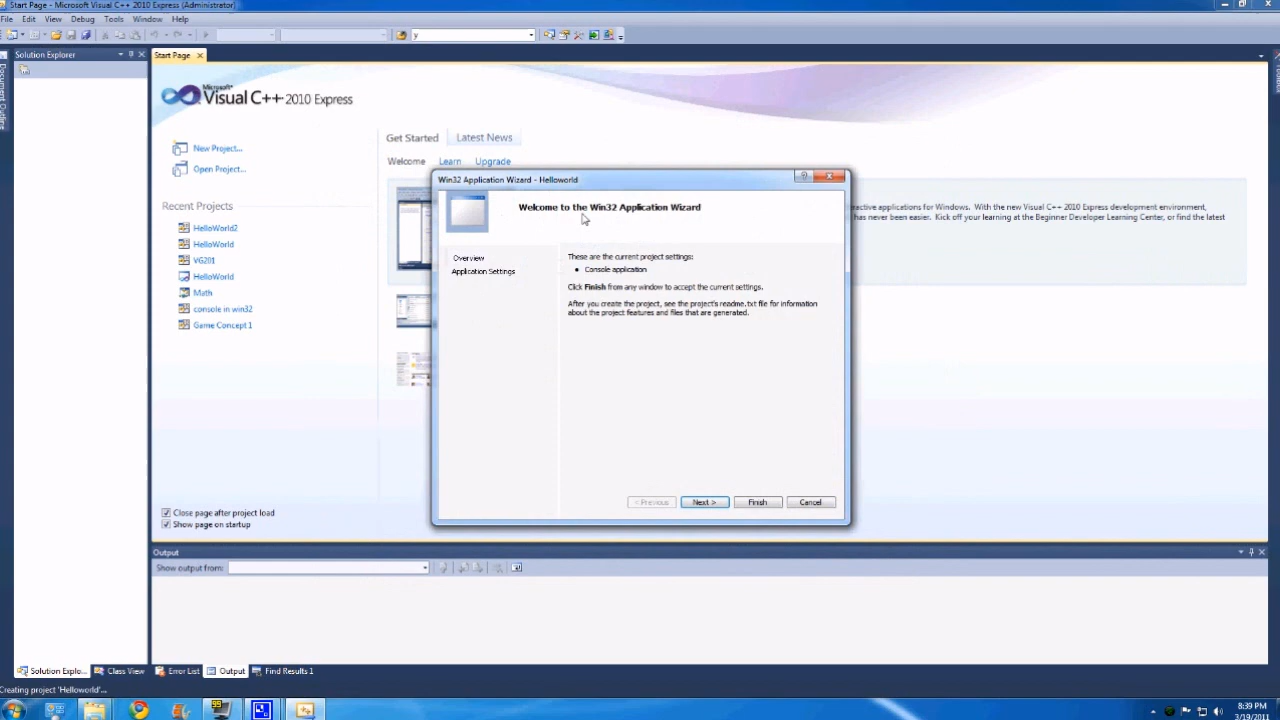 Start Page - Microsoft Visual C++ 2010 Express (Administrator)
File Edit View Debug Tools Window Help
y
Solution Explorer
Start Page
Document Outline
Microsoft®
Visual C++ 2010 Express
New Project...
Open Project...
Recent Projects
HelloWorld2
HelloWorld
VG201
HelloWorld
Math
console in win32
Game Concept 1
Close page after project load
Show page on startup
Get Started Latest News
Welcome Learn Upgrade
ractive applications for Windows. With the new Visual C++ 2010 Express development environment,
has never been easier. Kick off your learning at the Beginner Developer Learning Center, or find the latest
Win32 Application Wizard - Helloworld
Welcome to the Win32 Application Wizard
Overview
Application Settings
These are the current project settings:
• Console application
Click Finish from any window to accept the current settings.
After you create the project, see the project's readme.txt file for information
about the project features and files that are generated.
< Previous Next > Finish Cancel
Output
Show output from:
Solution Explo... Class View Error List Output Find Results 1
Creating project 'Helloworld'...
99
8:39 PM
3/19/2011